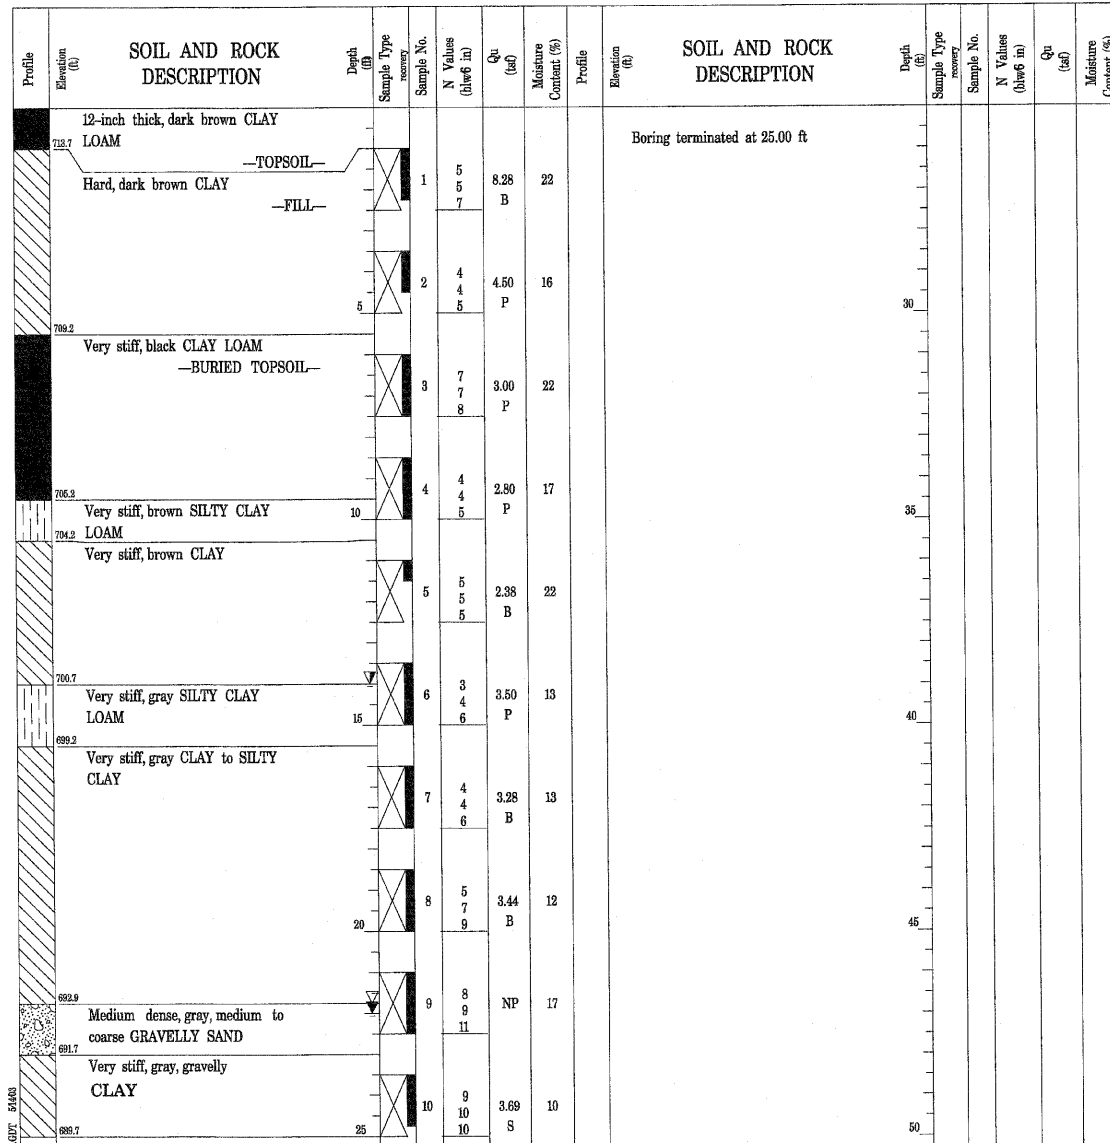 Profile
Elevation (ft)
SOIL AND ROCK DESCRIPTION
Depth (ft)
Sample Type recovery
Sample No.
N Values (blw/6 in)
Qu (tsf)
Moisture Content (%)
Profile
Elevation (ft)
SOIL AND ROCK DESCRIPTION
Depth (ft)
Sample Type recovery
Sample No.
N Values (blw/6 in)
Qu (tsf)
Moisture Content (%)
12-inch thick, dark brown CLAY
713.7 LOAM
—TOPSOIL—
Hard, dark brown CLAY
—FILL—
1 5 5 7 8.28 B 22
2 4 4 5 4.50 P 16
5
709.2
Very stiff, black CLAY LOAM
—BURIED TOPSOIL—
3 7 7 8 3.00 P 22
4 4 4 5 2.80 P 17
705.2
Very stiff, brown SILTY CLAY
10
704.2 LOAM
Very stiff, brown CLAY
5 5 5 5 2.38 B 22
700.7
Very stiff, gray SILTY CLAY
LOAM
6 3 4 6 3.50 P 13
15
699.2
Very stiff, gray CLAY to SILTY
CLAY
7 4 4 6 3.28 B 13
8 5 7 9 3.44 B 12
20
692.9
Medium dense, gray, medium to
coarse GRAVELLY SAND
9 8 9 11 NP 17
691.7
Very stiff, gray, gravelly
CLAY
10 9 10 10 3.69 S 10
689.7
25
Boring terminated at 25.00 ft
30
35
40
45
50
GDT 5/14/03